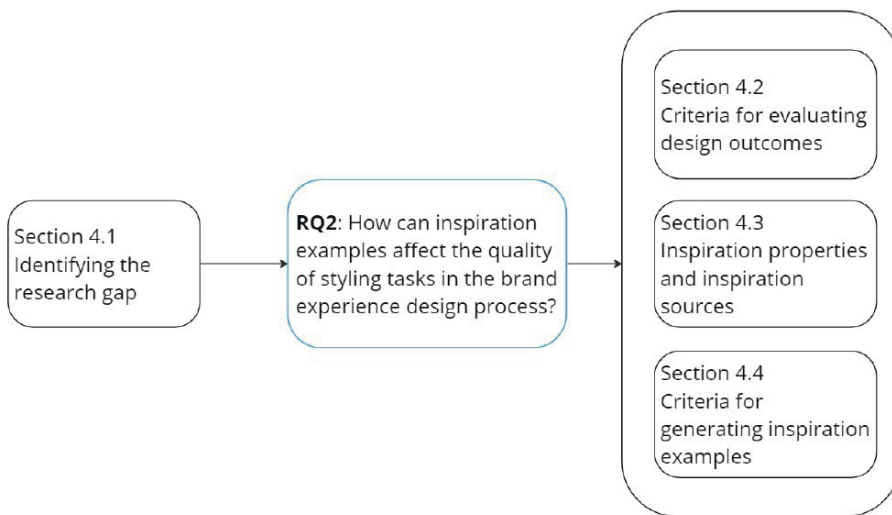 Section 4.1
Identifying the
research gap
RQ2: How can inspiration
examples affect the quality
of styling tasks in the brand
experience design process?
Section 4.2
Criteria for evaluating
design outcomes
Section 4.3
Inspiration properties
and inspiration
sources
Section 4.4
Criteria for
generating inspiration
examples